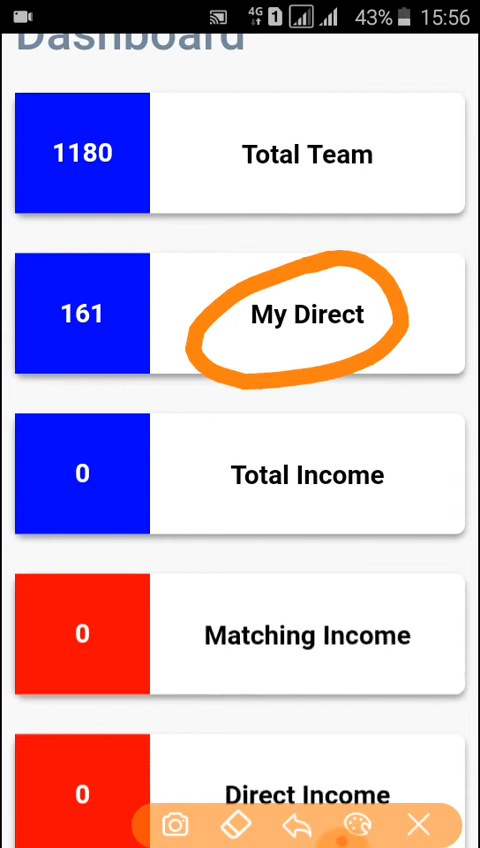 4G 1 43% 15:56
Dashboard
1180 Total Team
161 My Direct
0 Total Income
0 Matching Income
0 Direct Income